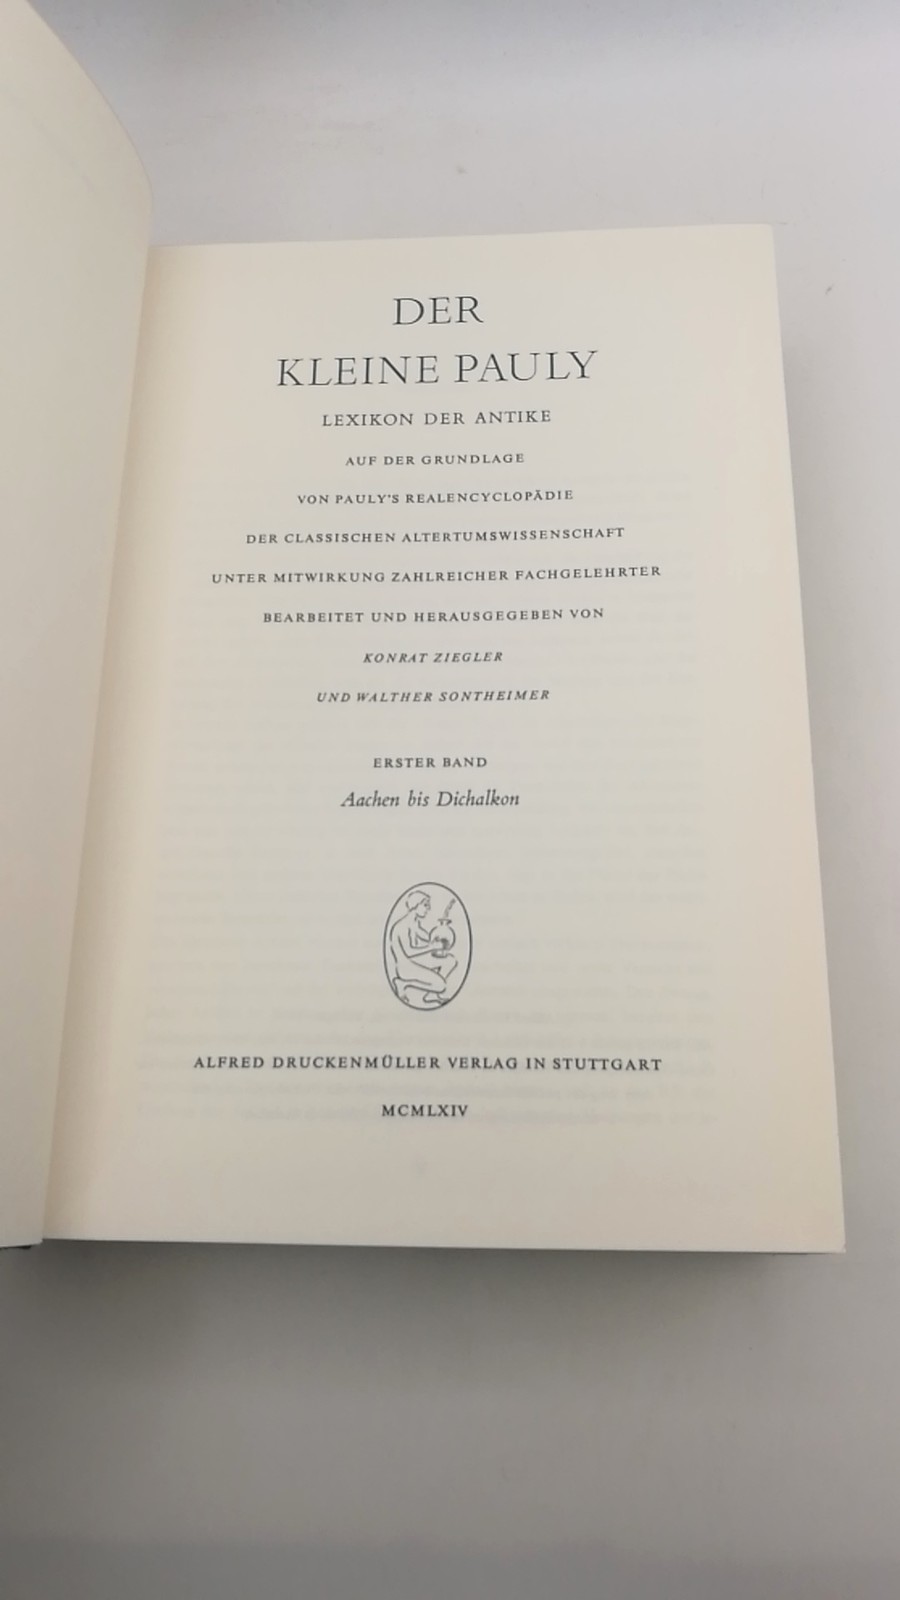 DER
KLEINE PAULY
LEXIKON DER ANTIKE
AUF DER GRUNDLAGE
VON PAULY'S REALENCYCLOPÄDIE
DER CLASSISCHEN ALTERTUMSWISSENSCHAFT
UNTER MITWIRKUNG ZAHLREICHER FACHGELEHRTER
BEARBEITET UND HERAUSGEGEBEN VON
KONRAT ZIEGLER
UND WALTHER SONTHEIMER
ERSTER BAND
Aachen bis Dichalkon
ALFRED DRUCKENMÜLLER VERLAG IN STUTTGART
MCMLXIV